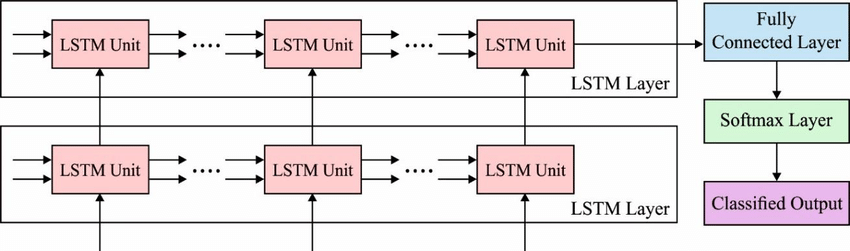 LSTM Unit
LSTM Unit
LSTM Unit
LSTM Layer
Fully
Connected Layer
Softmax Layer
LSTM Unit
LSTM Unit
LSTM Unit
LSTM Layer
Classified Output